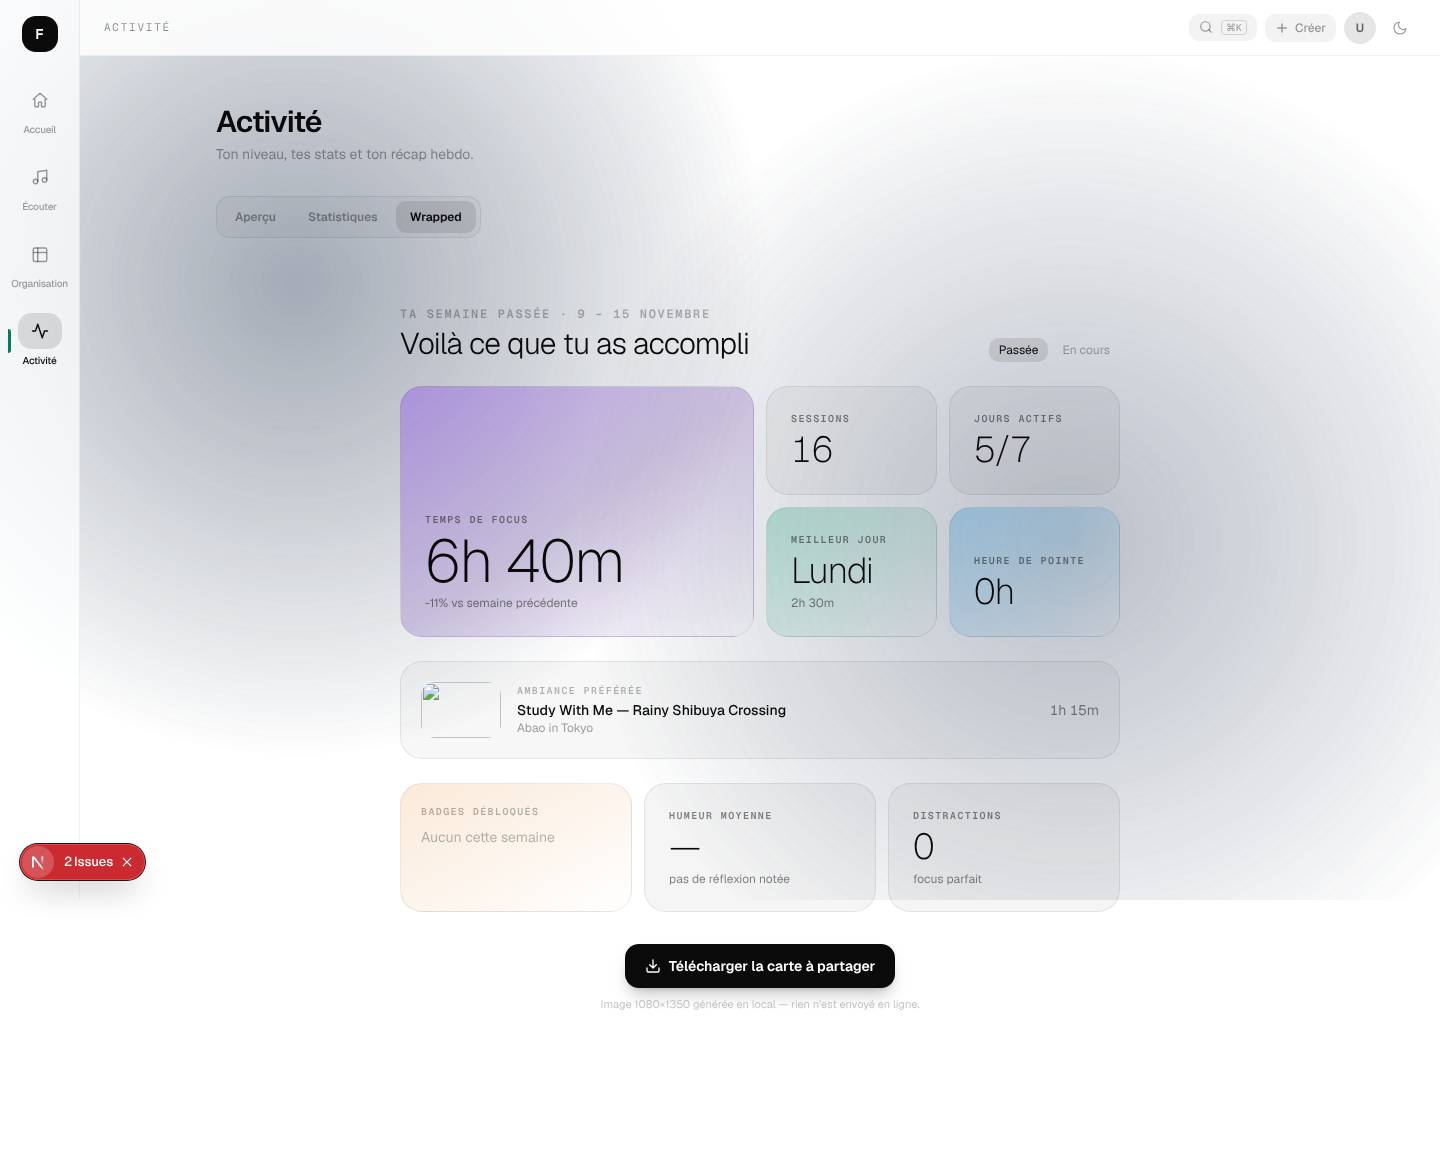 F
ACTIVITÉ
⌘K
Créer
U
Accueil
Écouter
Organisation
Activité
Activité
Ton niveau, tes stats et ton récap hebdo.
Aperçu
Statistiques
Wrapped
TA SEMAINE PASSÉE · 9 – 15 NOVEMBRE
Voilà ce que tu as accompli
Passée
En cours
TEMPS DE FOCUS
6h 40m
-11% vs semaine précédente
SESSIONS
16
JOURS ACTIFS
5/7
MEILLEUR JOUR
Lundi
2h 30m
HEURE DE POINTE
0h
AMBIANCE PRÉFÉRÉE
Study With Me — Rainy Shibuya Crossing
Abao in Tokyo
1h 15m
BADGES DÉBLOQUÉS
Aucun cette semaine
HUMEUR MOYENNE
—
pas de réflexion notée
DISTRACTIONS
0
focus parfait
N
2 Issues
Télécharger la carte à partager
Image 1080×1350 générée en local — rien n'est envoyé en ligne.